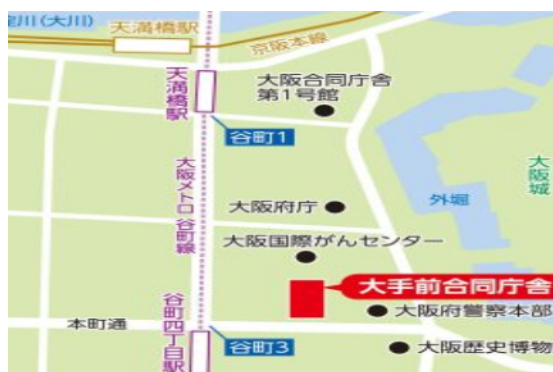 淀川(大川)
天満橋駅
京阪本線
天満橋駅
大阪合同庁舎
第1号館
谷町1
大阪メトロ 谷町線
大阪城
外堀
大阪府庁
大阪国際がんセンター
大手前合同庁舎
大阪府警察本部
本町通
谷町四丁目駅
谷町3
大阪歴史博物